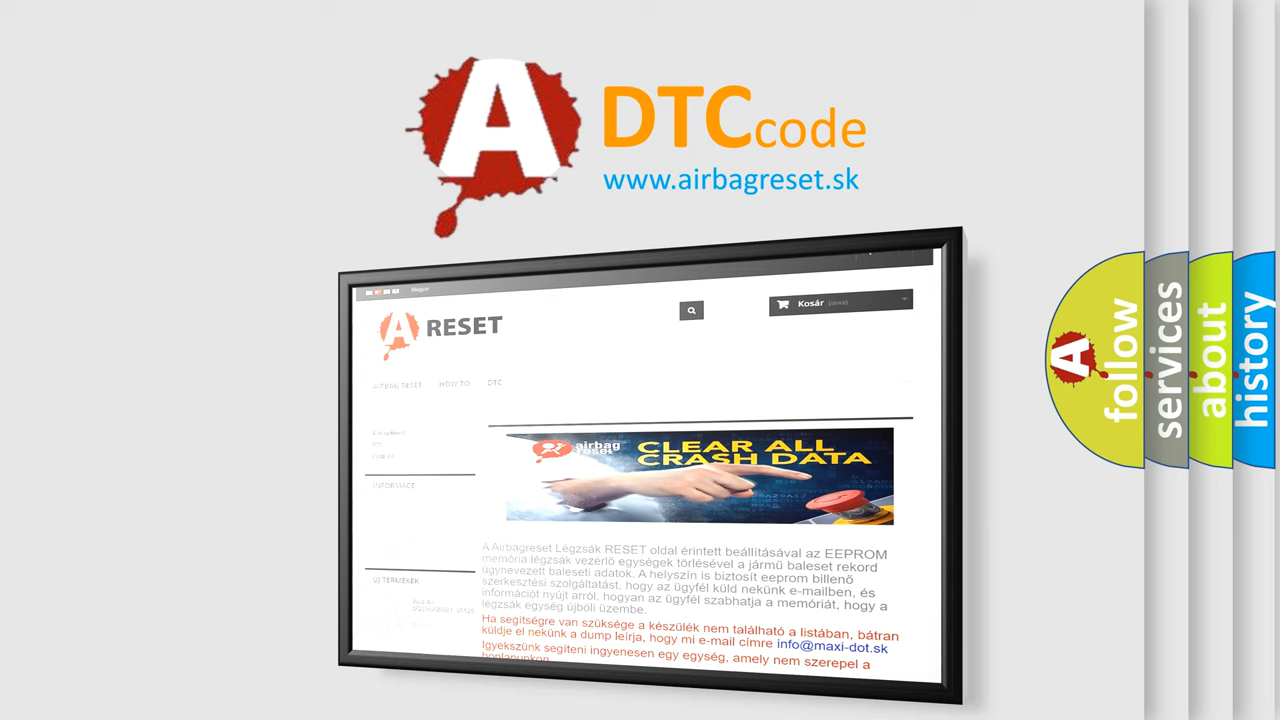 A DTC code
www.airbagreset.sk
Magyar
A RESET
Kosár (üres)
AIRBAG RESET HOW TO DTC
INFORMACE
airbag
reset
CLEAR ALL
CRASH DATA
A Airbagreset Légzsák RESET oldal érintett beállításával az EEPROM
memória légzsák vezérlő egységek törlésével a jármű baleset rekord
úgynevezett baleseti adatok. A helyszín is biztosít eeprom billenő
szerkesztési szolgáltatást, hogy az ügyfél küld nekünk e-mailben, és
információt nyújt arról, hogyan az ügyfél szabhatja a memóriát, hogy a
légzsák egység újbóli üzembe.
Ha segítségre van szüksége a készülék nem található a listában, bátran
küldje el nekünk a dump leírja, hogy mi e-mail címre info@maxi-dot.sk
Igyekszünk segíteni ingyenesen egy egység, amely nem szerepel a
honlapunkon
ÚJ TERMÉKEK
A
follow
services
about
history